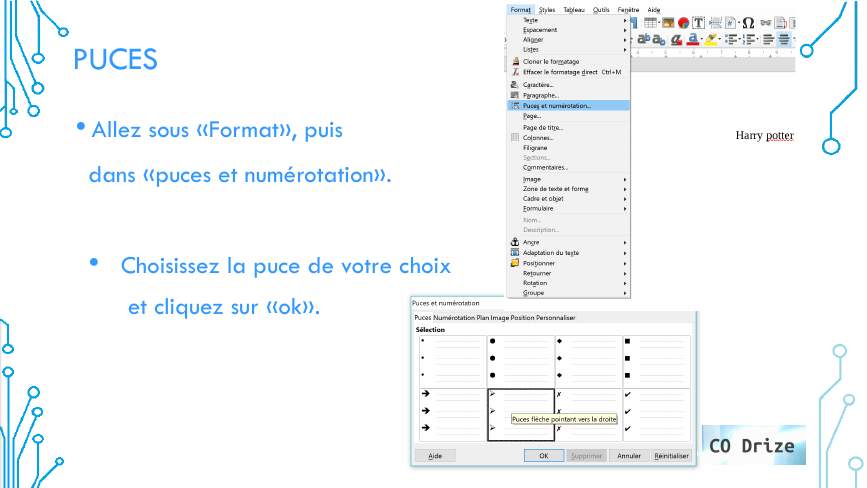 PUCES
• Allez sous «Format», puis
dans «puces et numérotation».
• Choisissez la puce de votre choix
et cliquez sur «ok».
Format Styles Tableau Outils Fenêtre Aide
Texte
Espacement
Aligner
Listes
Cloner le formatage
Effacer le formatage direct Ctrl+M
Caractère...
Paragraphe...
Puces et numérotation...
Page...
Page de titre...
Colonnes...
Filigrane
Sections...
Commentaires...
Image
Zone de texte et forme
Cadre et objet
Formulaire
Nom...
Description...
Ancre
Adaptation du texte
Positionner
Retourner
Rotation
Groupe
Harry potter
Puces et numérotation
Puces Numérotation Plan Image Position Personnaliser
Sélection
Puces flèche pointant vers la droite
Aide OK Supprimer Annuler Réinitialiser
CO Drize